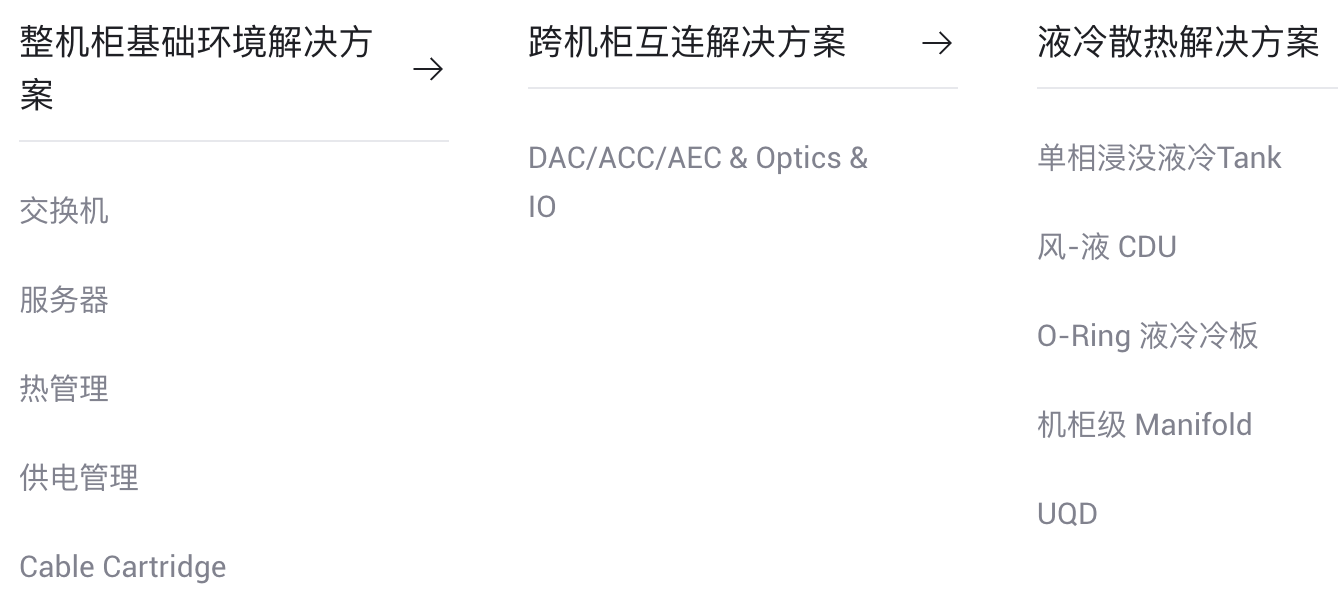 整机柜基础环境解决方
案
交换机
服务器
热管理
供电管理
Cable Cartridge
跨机柜互连解决方案
DAC/ACC/AEC & Optics &
IO
液冷散热解决方案
单相浸没液冷Tank
风-液 CDU
O-Ring 液冷冷板
机柜级 Manifold
UQD